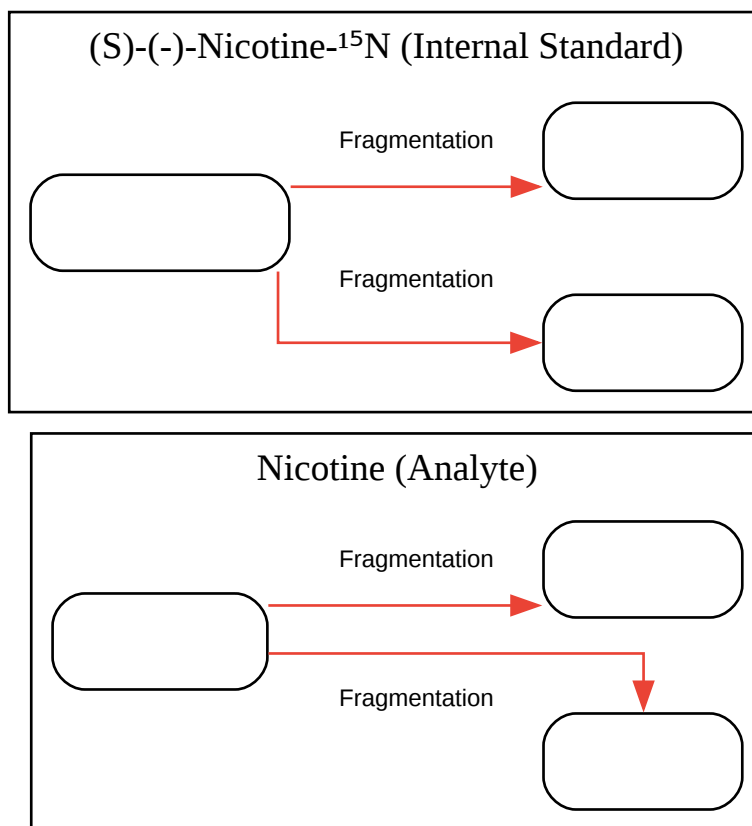 (S)-(-)-Nicotine-¹⁵N (Internal Standard)
Fragmentation
Fragmentation
Nicotine (Analyte)
Fragmentation
Fragmentation